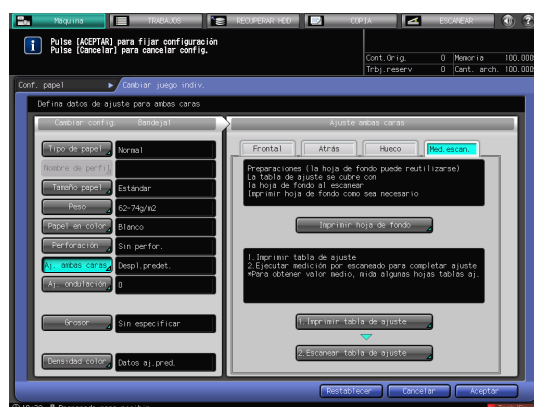 Máquina
TRABAJOS
RECUPERAR HDD
COPIA
ESCANEAR
Pulse [ACEPTAR] para fijar configuración
Pulse [Cancelar] para cancelar config.
Cont.Orig. 0 Memoria 100.000
Trbj.reserv 0 Cant. arch. 100.000
Conf. papel
Cambiar juego indiv.
Defina datos de ajuste para ambas caras
Cambiar config. Bandeja1
Ajuste ambas caras
Tipo de papel Normal
Nombre de perfil
Tamaño papel Estándar
Peso 62-74g/m2
Papel en color Blanco
Perforación Sin perfor.
Aj. ambas caras Despl.predet.
Aj. ondulación 0
Grosor Sin especificar
Densidad color Datos aj.pred.
Frontal
Atrás
Hueco
Med.escan.
Preparaciones (la hoja de fondo puede reutilizarse)
La tabla de ajuste se cubre con
la hoja de fondo al escanear
Imprimir hoja de fondo como sea necesario
Imprimir hoja de fondo
1.Imprimir tabla de ajuste
2.Ejecutar medición por escaneado para completar ajuste
*Para obtener valor medio, mida algunas hojas tablas aj.
1.Imprimir tabla de ajuste
2.Escanear tabla de ajuste
Restablecer
Cancelar
Aceptar